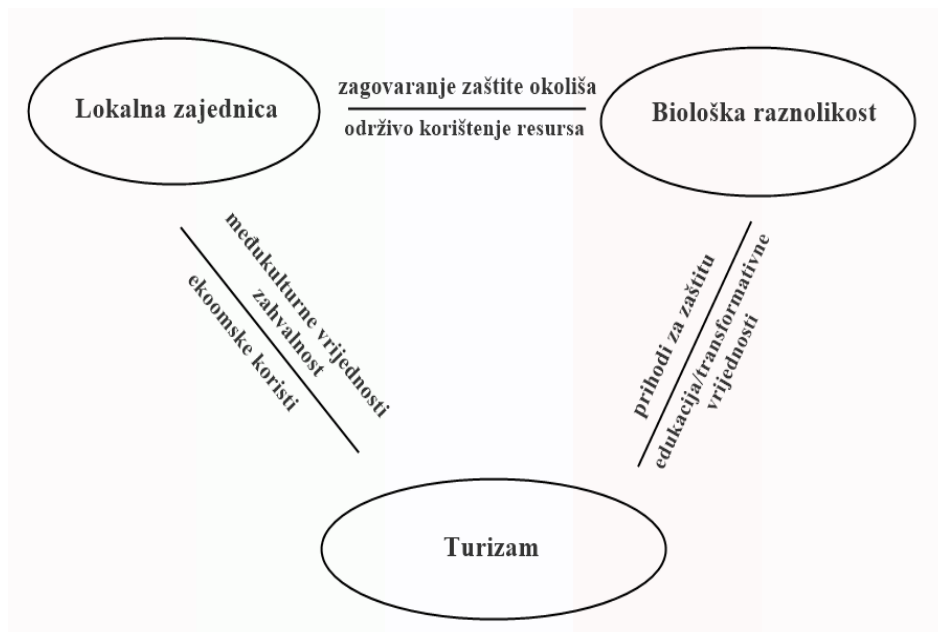 Lokalna zajednica
zagovaranje zaštite okoliša
održivo korištenje resursa
Biološka raznolikost
međukulturne vrijednosti
zahvalnost
ekoomske koristi
prihodi za zaštitu
edukacija/transformativne
vrijednosti
Turizam